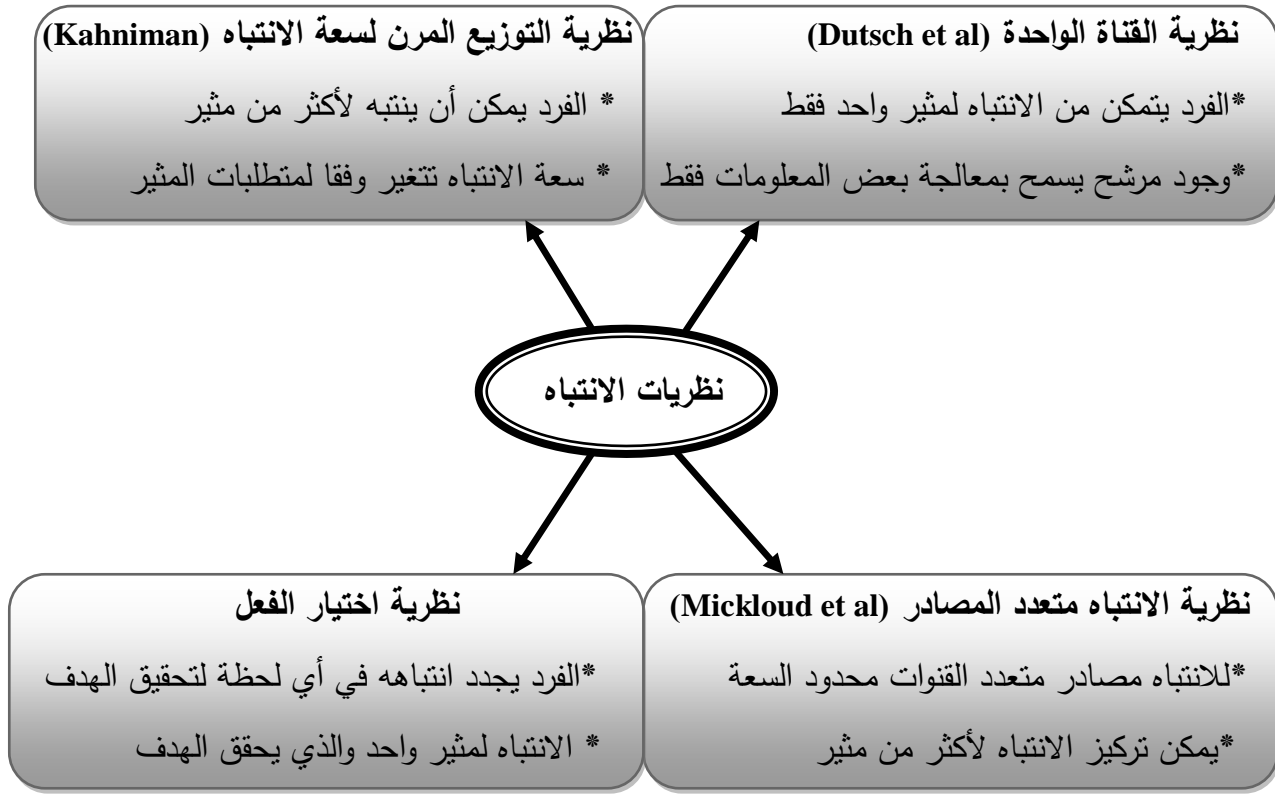 نظرية القناة الواحدة (Dutsch et al)
*الفرد يتمكن من الانتباه لمثير واحد فقط
*وجود مرشح يسمح بمعالجة بعض المعلومات فقط
نظرية التوزيع المرن لسعة الانتباه (Kahniman)
* الفرد يمكن أن ينتبه لأكثر من مثير
* سعة الانتباه تتغير وفقا لمتطلبات المثير
نظريات الانتباه
نظرية الانتباه متعدد المصادر (Mickloud et al)
*للانتباه مصادر متعدد القنوات محدود السعة
*يمكن تركيز الانتباه لأكثر من مثير
نظرية اختيار الفعل
*الفرد يجدد انتباهه في أي لحظة لتحقيق الهدف
* الانتباه لمثير واحد والذي يحقق الهدف